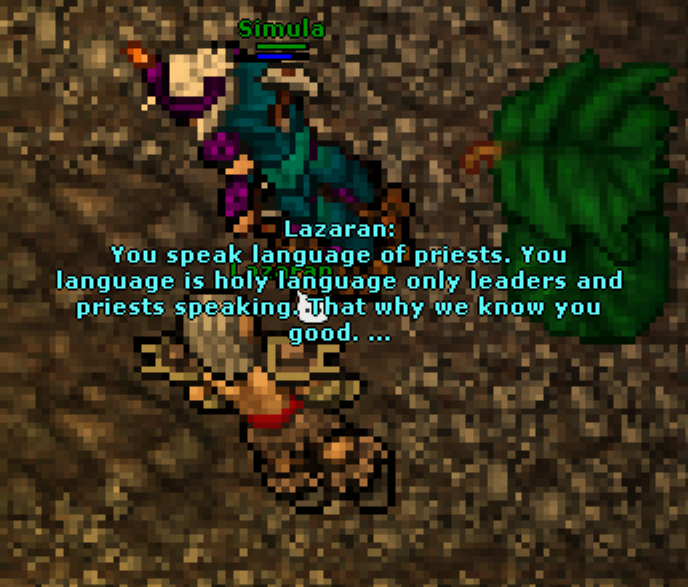 Simula
Lazaran:
You speak language of priests. You
language is holy language only leaders and
priests speaking. That why we know you
good. ...
Lazaran